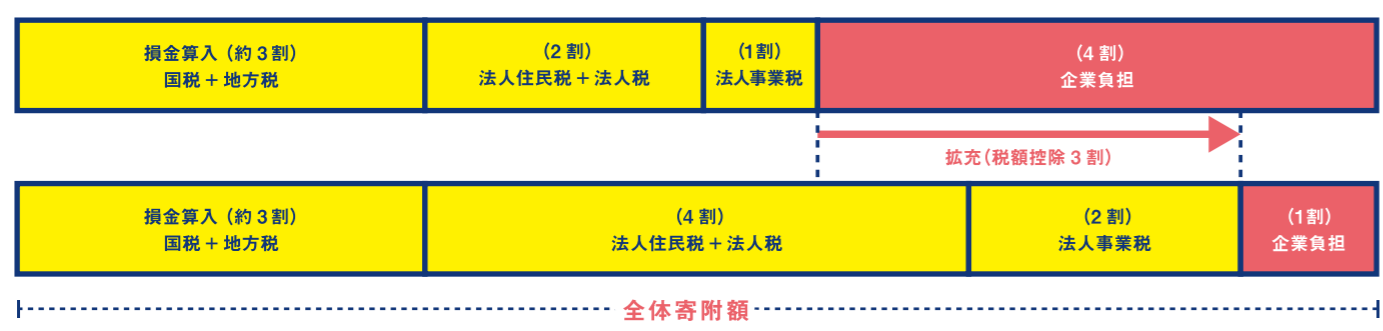 損金算入（約3割）
国税＋地方税
（2割）
法人住民税＋法人税
（1割）
法人事業税
（4割）
企業負担
拡充（税額控除3割）
損金算入（約3割）
国税＋地方税
（4割）
法人住民税＋法人税
（2割）
法人事業税
（1割）
企業負担
全体寄附額